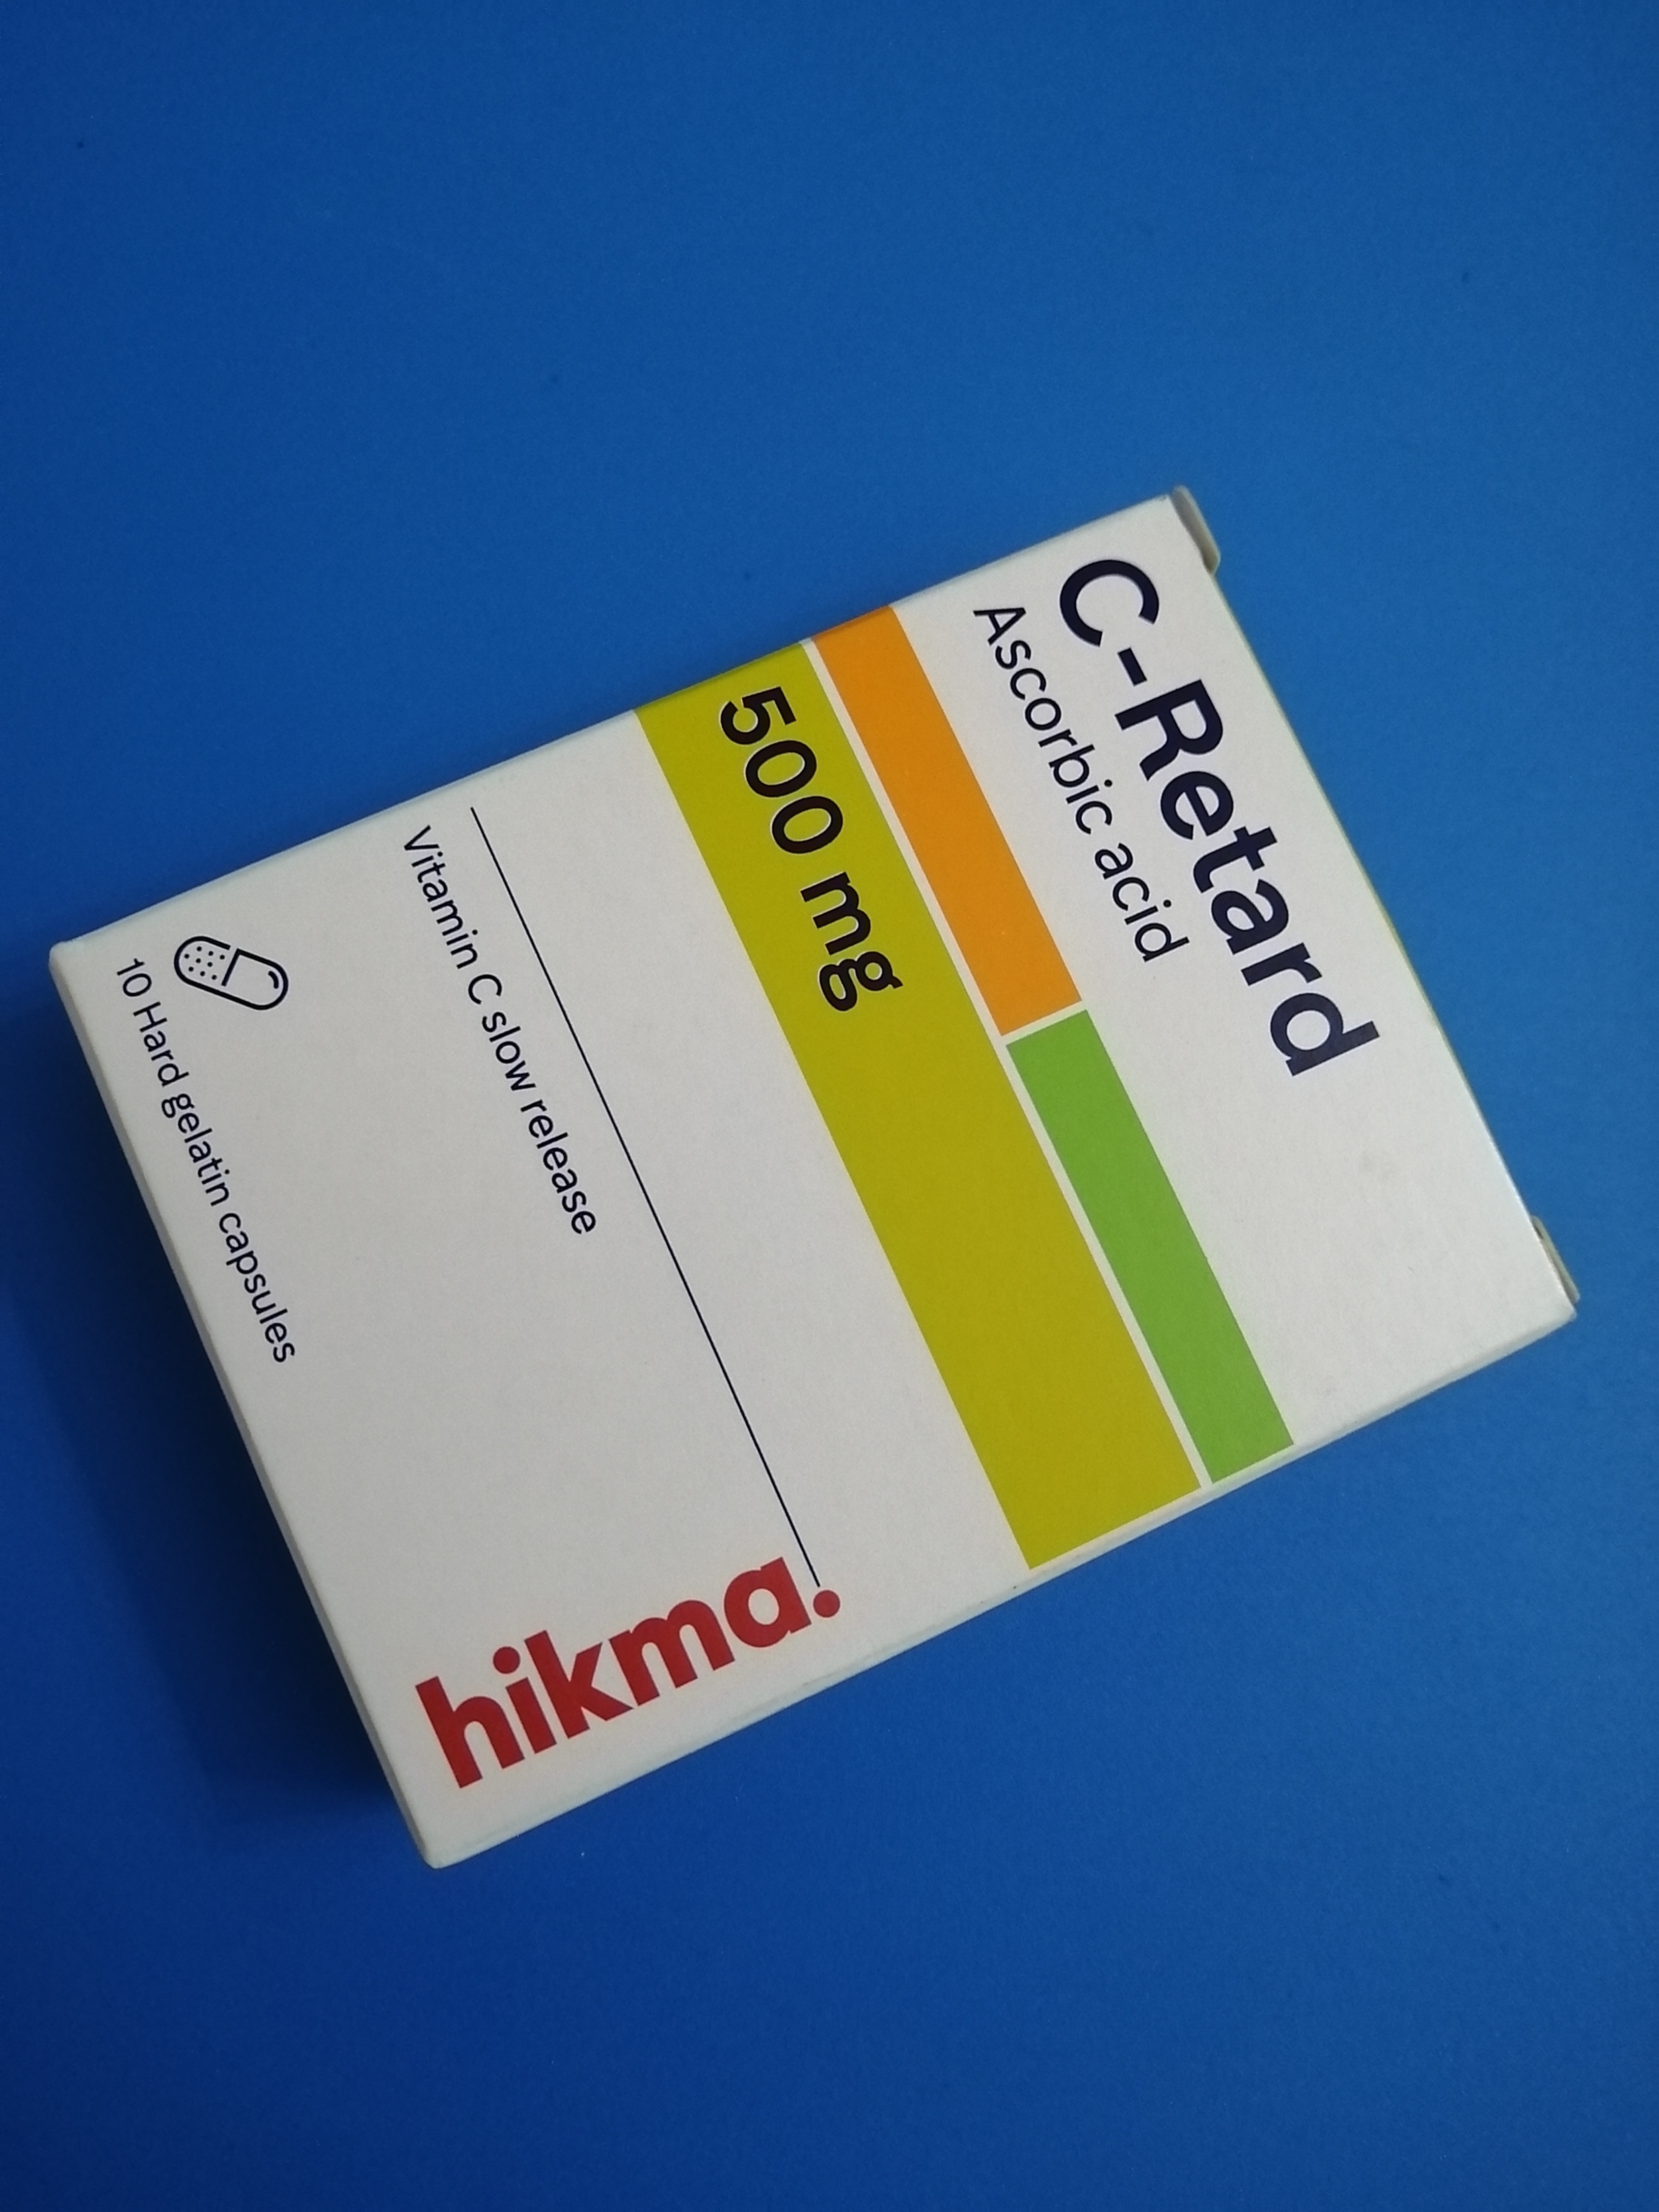 C-Retard
Ascorbic acid
500 mg
Vitamin C slow release
10 Hard gelatin capsules
hikma.